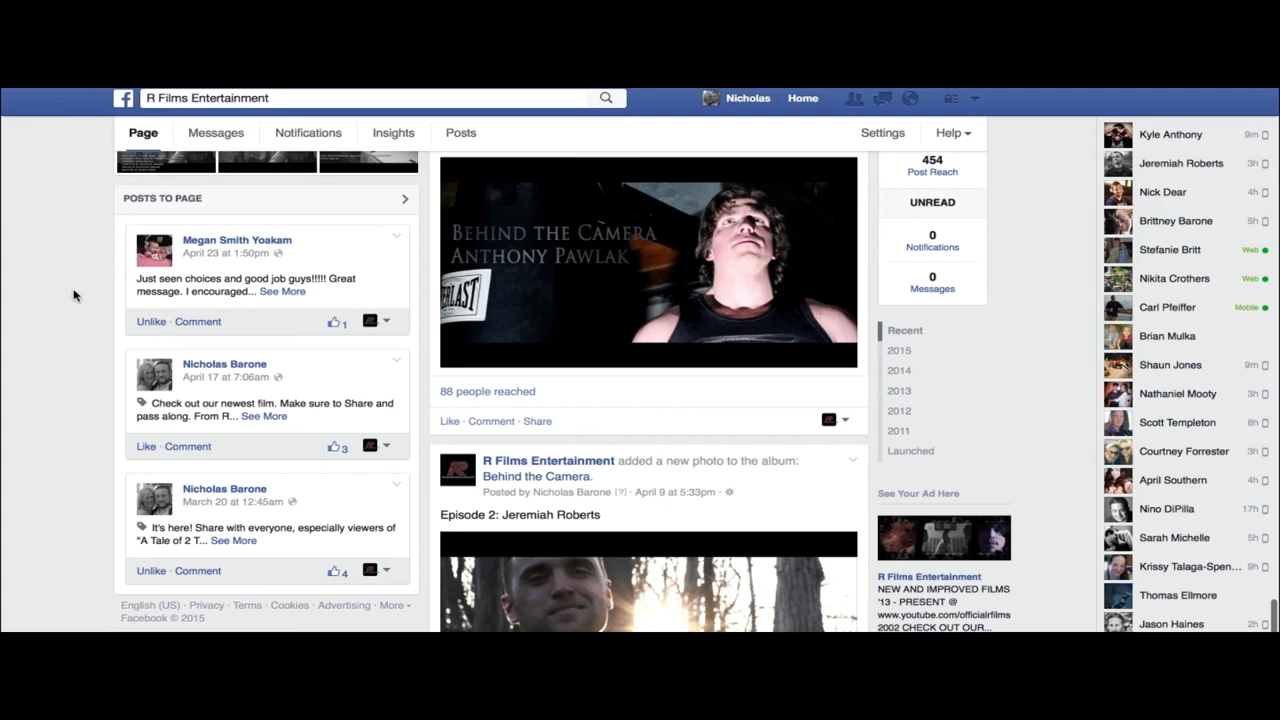 R Films Entertainment
Nicholas
Home
Page
Messages
Notifications
Insights
Posts
Settings
Help
POSTS TO PAGE
Megan Smith Yoakam
April 23 at 1:50pm
Just seen choices and good job guys!!!!! Great
message. I encouraged... See More
Unlike · Comment
1
Nicholas Barone
April 17 at 7:06am
Check out our newest film. Make sure to Share and
pass along. From R... See More
Like · Comment
3
Nicholas Barone
March 20 at 12:45am
It's here! Share with everyone, especially viewers of
"A Tale of 2 T... See More
Unlike · Comment
4
English (US) · Privacy · Terms · Cookies · Advertising · More
Facebook © 2015
BEHIND THE CAMERA
ANTHONY PAWLAK
ERLAST
88 people reached
Like · Comment · Share
R Films Entertainment added a new photo to the album:
Behind the Camera.
Posted by Nicholas Barone [?] · April 9 at 5:33pm ·
Episode 2: Jeremiah Roberts
454
Post Reach
UNREAD
0
Notifications
0
Messages
Recent
2015
2014
2013
2012
2011
Launched
See Your Ad Here
R Films Entertainment
NEW AND IMPROVED FILMS
'13 - PRESENT @
www.youtube.com/officialrfilms
2002 CHECK OUT OUR...
Kyle Anthony 9m
Jeremiah Roberts 3h
Nick Dear 4h
Brittney Barone 5h
Stefanie Britt Web
Nikita Crothers Web
Carl Pfeiffer Mobile
Brian Mulka
Shaun Jones 9m
Nathaniel Mooty 3h
Scott Templeton 8h
Courtney Forrester 3h
April Southern 4h
Nino DiPilla 17h
Sarah Michelle 5h
Krissy Talaga-Spen... 9h
Thomas Ellmore
Jason Haines 2h